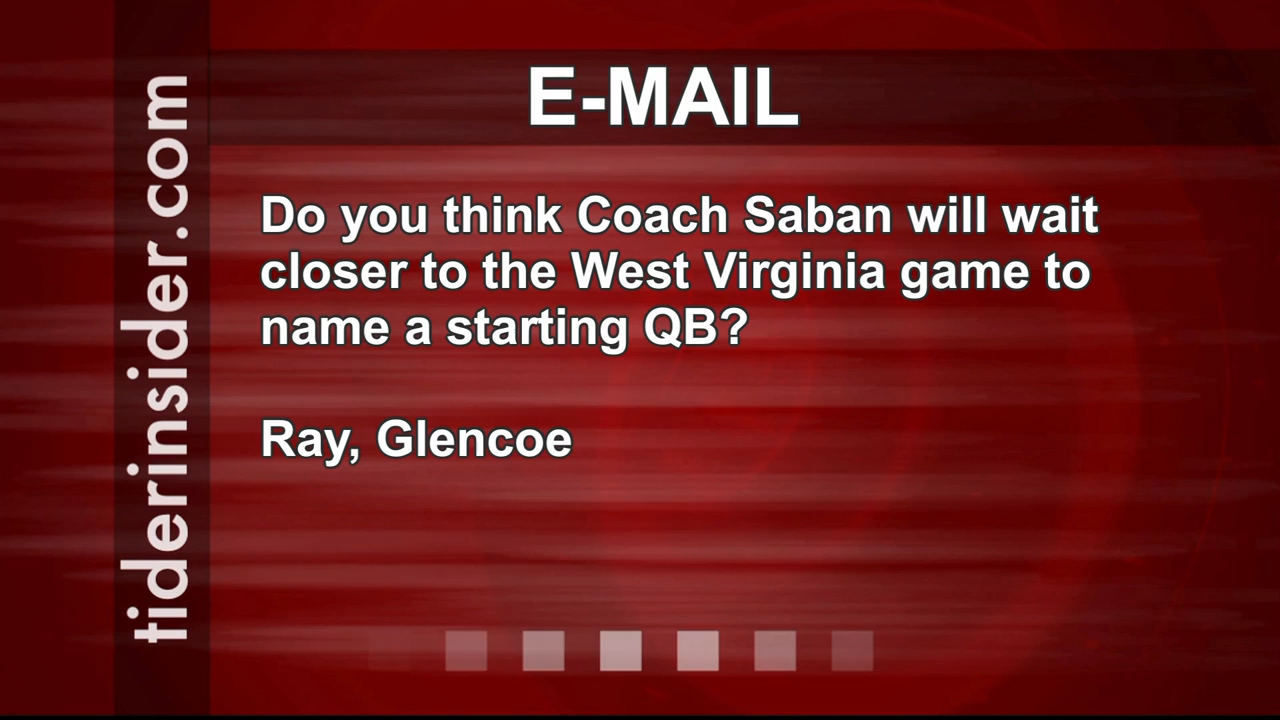 E-MAIL
tiderinsider.com
Do you think Coach Saban will wait
closer to the West Virginia game to
name a starting QB?
Ray, Glencoe